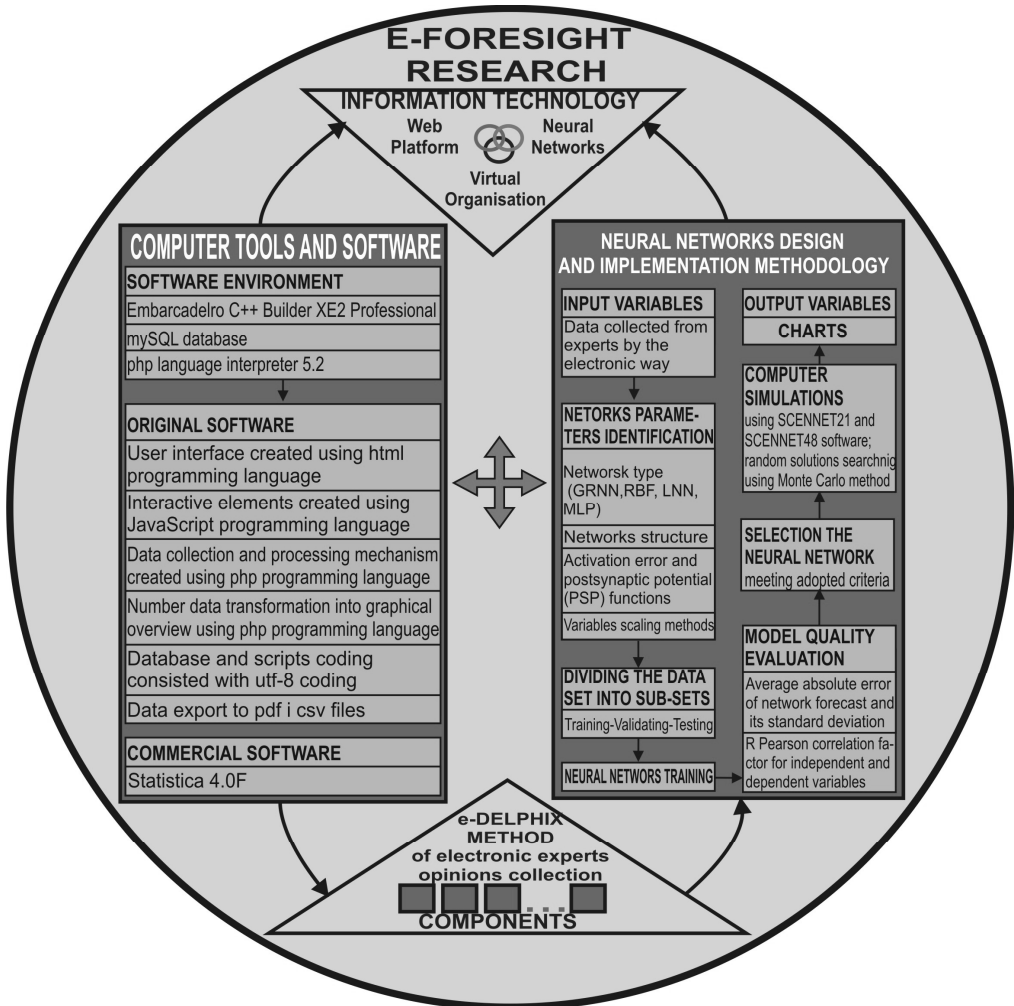 E-FORESIGHT
RESEARCH
INFORMATION TECHNOLOGY
Web
Platform
Neural
Networks
Virtual
Organisation
COMPUTER TOOLS AND SOFTWARE
SOFTWARE ENVIRONMENT
Embarcadelro C++ Builder XE2 Professional
mySQL database
php language interpreter 5.2
ORIGINAL SOFTWARE
User interface created using html
programming language
Interactive elements created using
JavaScript programming language
Data collection and processing mechanism
created using php programming language
Number data transformation into graphical
overview using php programming language
Database and scripts coding
consisted with utf-8 coding
Data export to pdf i csv files
COMMERCIAL SOFTWARE
Statistica 4.0F
NEURAL NETWORKS DESIGN
AND IMPLEMENTATION METHODOLOGY
INPUT VARIABLES
Data collected from
experts by the
electronic way
NETORKS PARAME-
TERS IDENTIFICATION
Networsk type
(GRNN,RBF, LNN,
MLP)
Networks structure
Activation error and
postsynaptic potential
(PSP) functions
Variables scaling methods
DIVIDING THE DATA
SET INTO SUB-SETS
Training-Validating-Testing
NEURAL NETWORS TRAINING
OUTPUT VARIABLES
CHARTS
COMPUTER
SIMULATIONS
using SCENNET21 and
SCENNET48 software;
random solutions searchnig
using Monte Carlo method
SELECTION THE
NEURAL NETWORK
meeting adopted criteria
MODEL QUALITY
EVALUATION
Average absolute error
of network forecast and
its standard deviation
R Pearson correlation fa-
ctor for independent and
dependent variables
e-DELPHIX
METHOD
of electronic experts
opinions collection
COMPONENTS